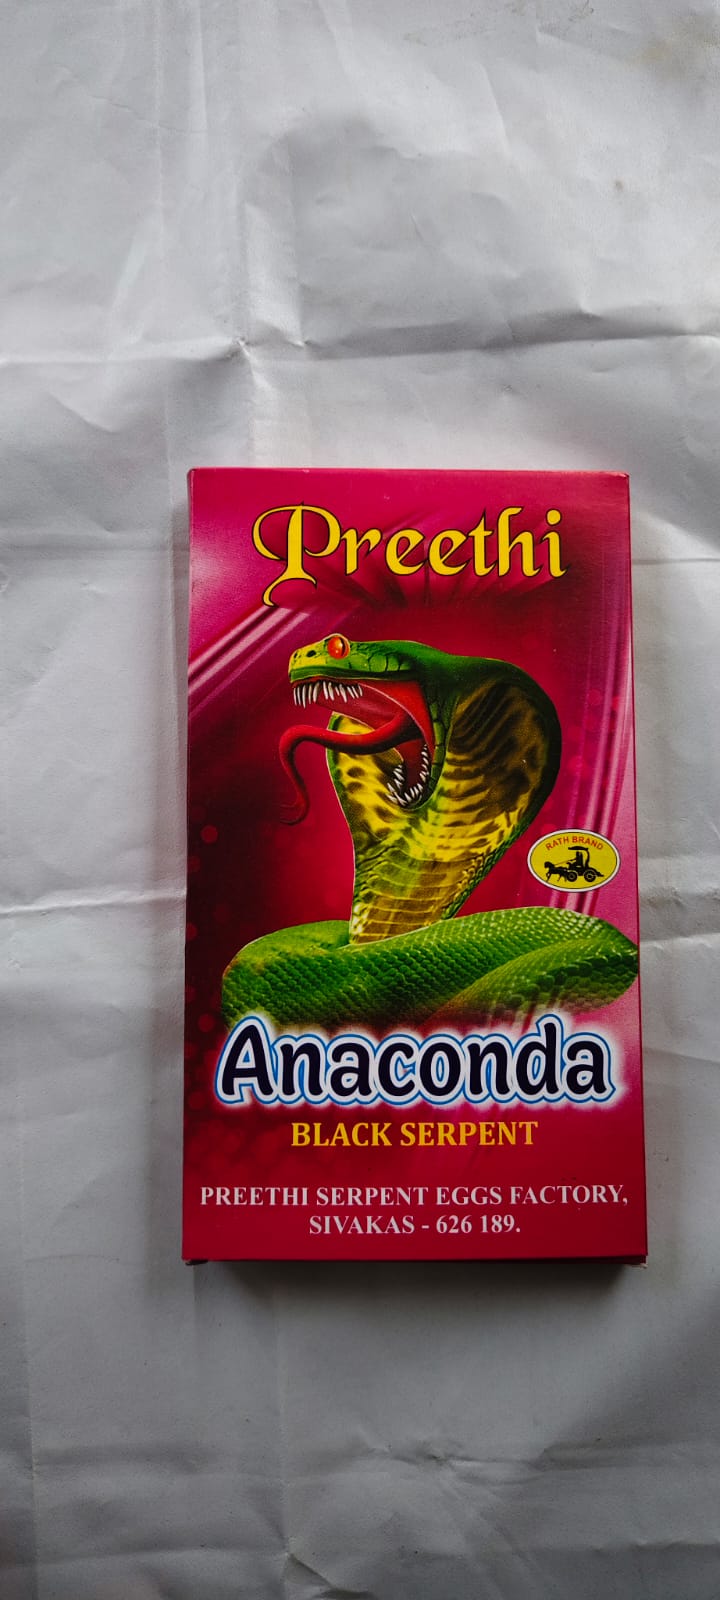 Preethi
RATH BRAND
Anaconda
BLACK SERPENT
PREETHI SERPENT EGGS FACTORY,
SIVAKAS - 626 189.